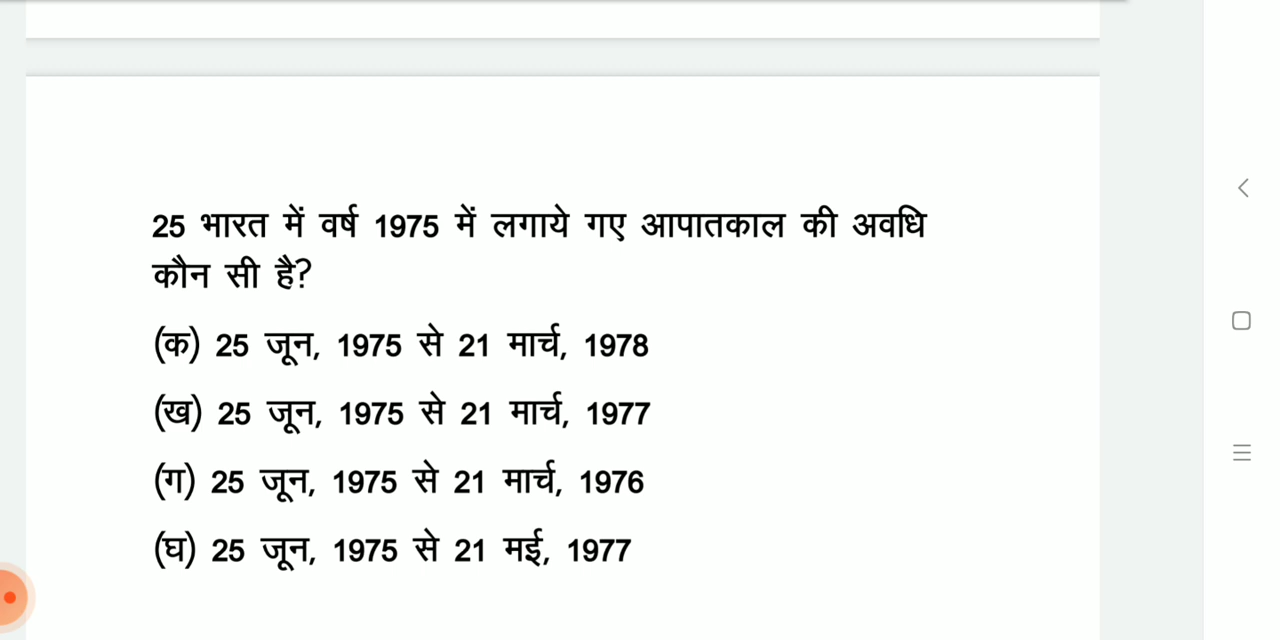 25 भारत में वर्ष 1975 में लगाये गए आपातकाल की अवधि
कौन सी है?
(क) 25 जून, 1975 से 21 मार्च, 1978
(ख) 25 जून, 1975 से 21 मार्च, 1977
(ग) 25 जून, 1975 से 21 मार्च, 1976
(घ) 25 जून, 1975 से 21 मई, 1977